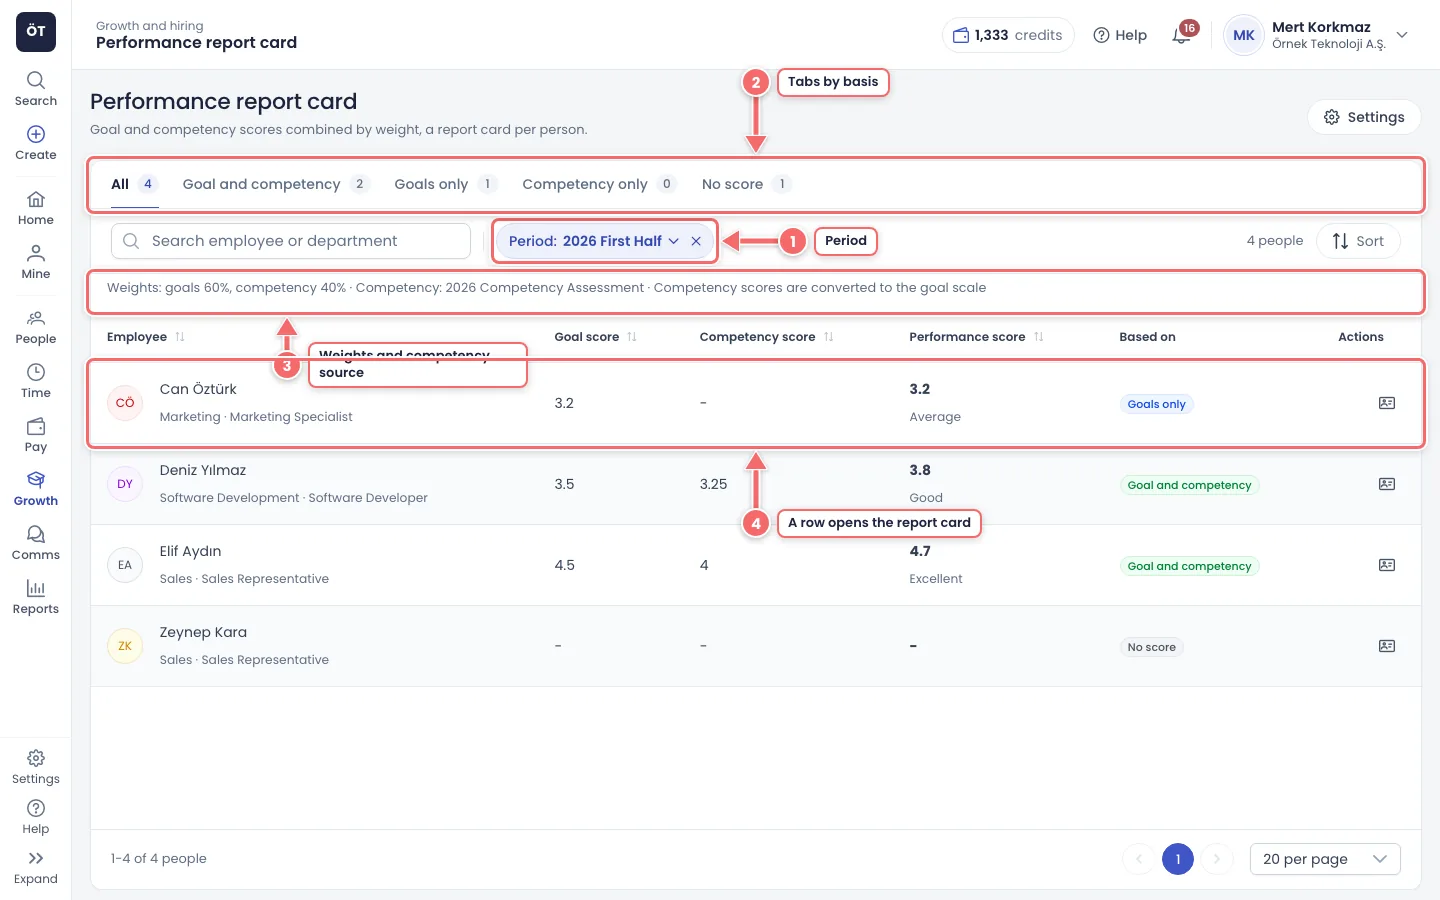 ÖT
Search
Create
Home
Mine
People
Time
Pay
Growth
Comms
Reports
Settings
Help
Expand
Growth and hiring
Performance report card
1,333 credits
Help
16
MK
Mert Korkmaz
Örnek Teknoloji A.Ş.
Performance report card
Goal and competency scores combined by weight, a report card per person.
2
Tabs by basis
Settings
All 4
Goal and competency 2
Goals only 1
Competency only 0
No score 1
Search employee or department
Period: 2026 First Half
1
Period
4 people
Sort
Weights: goals 60%, competency 40% · Competency: 2026 Competency Assessment · Competency scores are converted to the goal scale
Employee
Goal score
Competency score
Performance score
Based on
Actions
3
Weights and competency
source
CÖ
Can Öztürk
Marketing · Marketing Specialist
3.2
-
3.2
Average
Goals only
DY
Deniz Yılmaz
Software Development · Software Developer
3.5
3.25
3.8
Good
Goal and competency
4
A row opens the report card
EA
Elif Aydın
Sales · Sales Representative
4.5
4
4.7
Excellent
Goal and competency
ZK
Zeynep Kara
Sales · Sales Representative
-
-
-
No score
1-4 of 4 people
1
20 per page